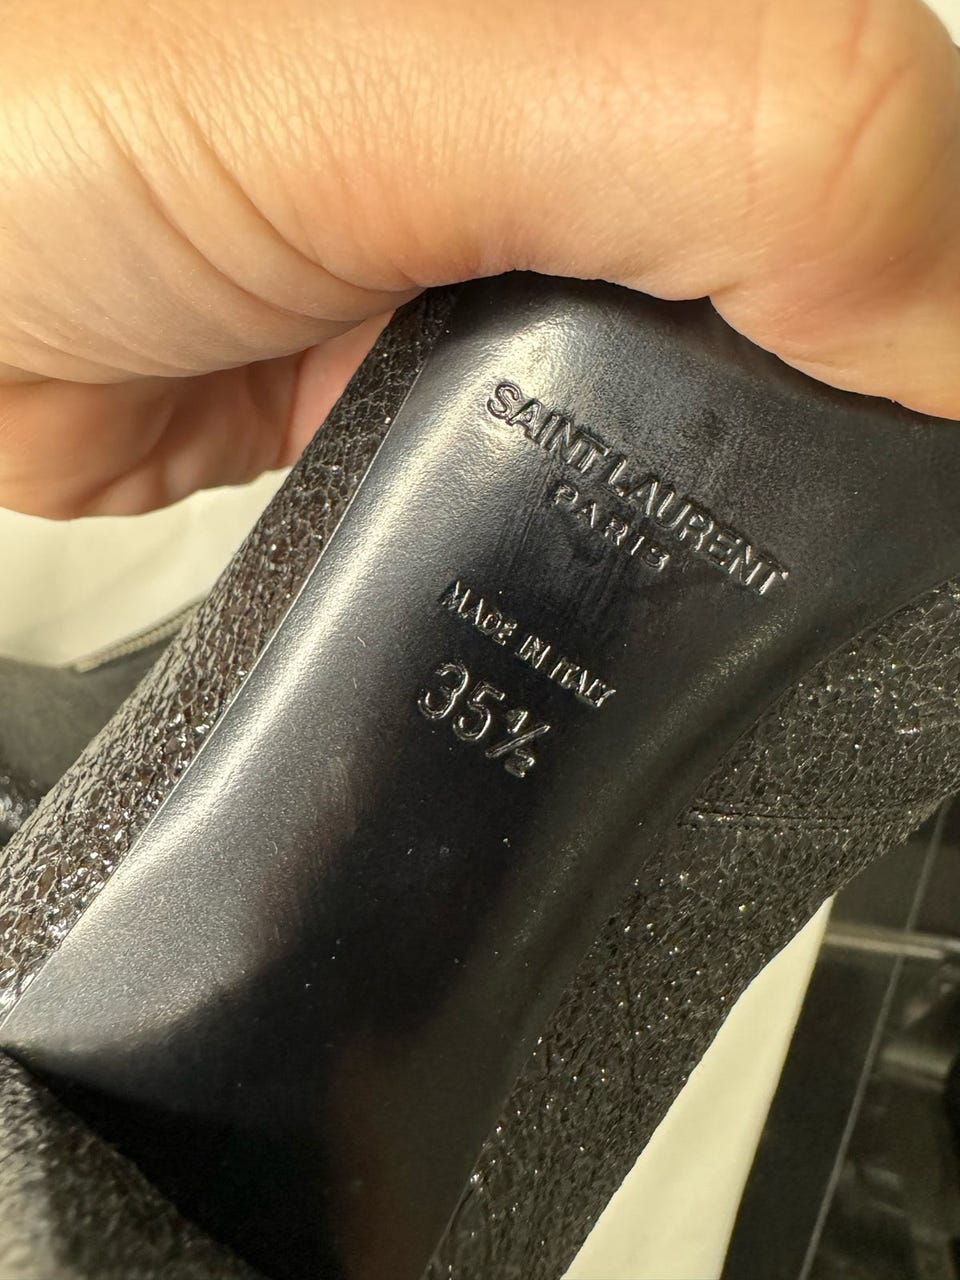 SAINT LAURENT
PARIS
MADE IN ITALY
35½